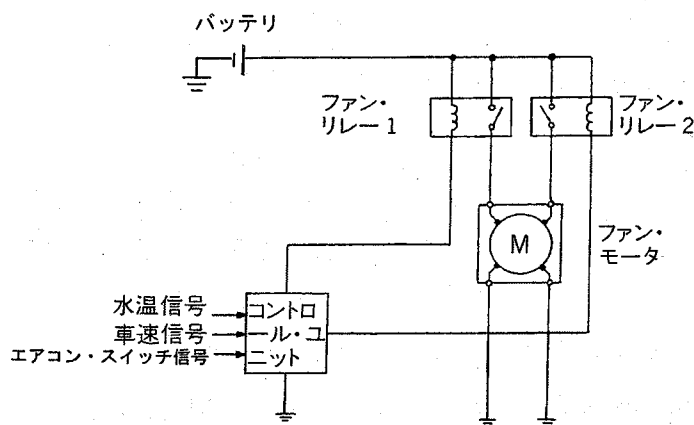 バッテリ
ファン・
リレー 1
ファン・
リレー 2
M
ファン・
モータ
水温信号
車速信号
エアコン・スイッチ信号
コントロ
ール・ユ
ニット